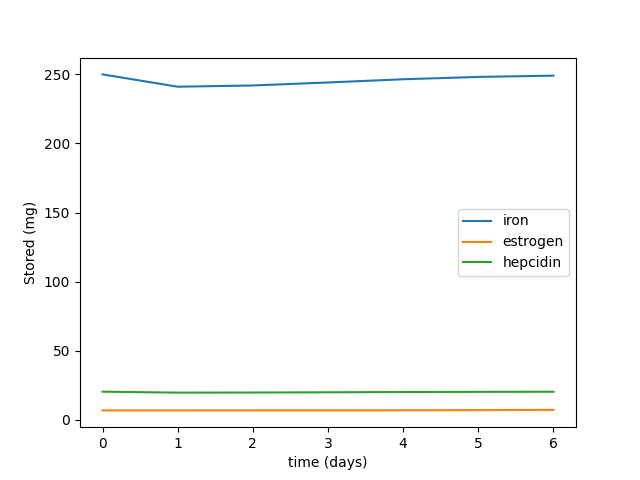 250
200
150
100
50
0
Stored (mg)
iron
estrogen
hepcidin
0 1 2 3 4 5 6
time (days)